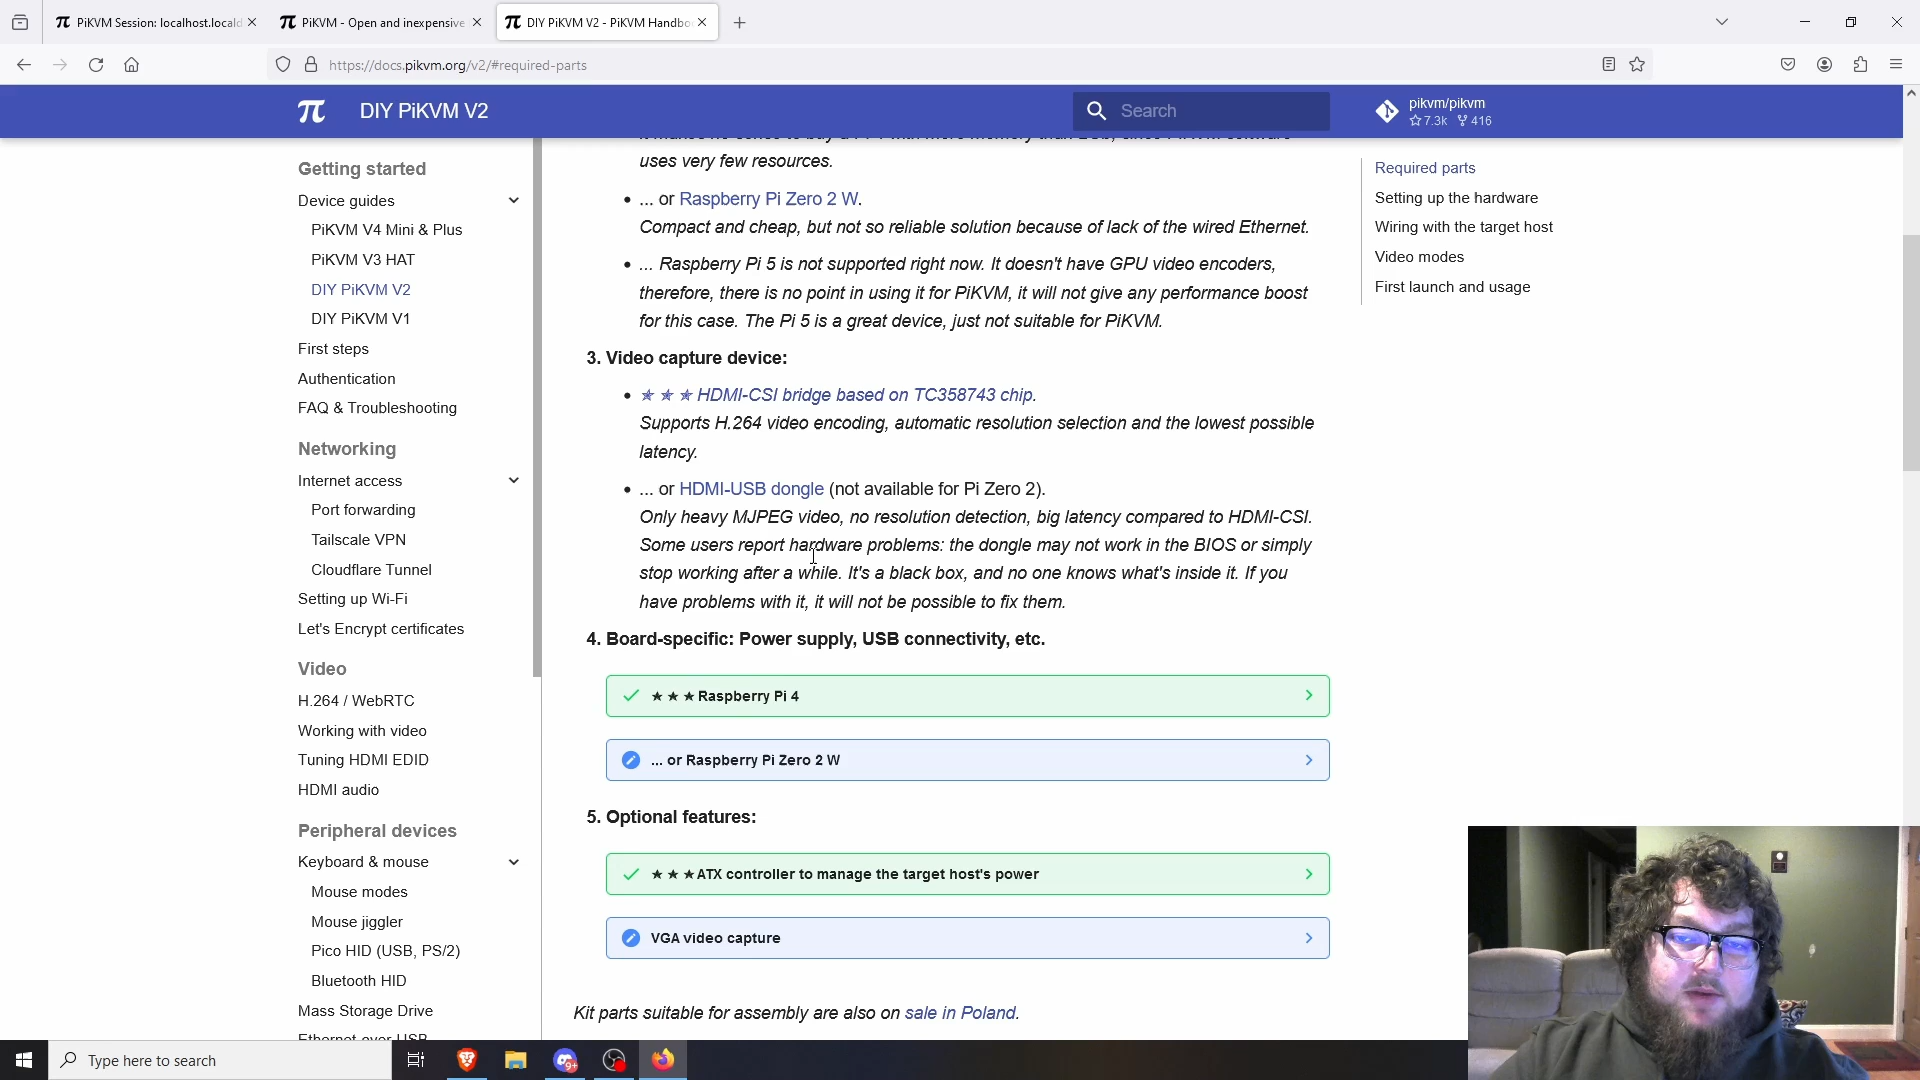 PiKVM Session: localhost.locald
PiKVM - Open and inexpensive
DIY PiKVM V2 - PiKVM Handbo
https://docs.pikvm.org/v2/#required-parts
DIY PiKVM V2
Search
pikvm/pikvm
7.3k 416
Getting started
Device guides
PiKVM V4 Mini & Plus
PiKVM V3 HAT
DIY PiKVM V2
DIY PiKVM V1
First steps
Authentication
FAQ & Troubleshooting
Networking
Internet access
Port forwarding
Tailscale VPN
Cloudflare Tunnel
Setting up Wi-Fi
Let's Encrypt certificates
Video
H.264 / WebRTC
Working with video
Tuning HDMI EDID
HDMI audio
Peripheral devices
Keyboard & mouse
Mouse modes
Mouse jiggler
Pico HID (USB, PS/2)
Bluetooth HID
Mass Storage Drive
Ethernet over USB
uses very few resources.
• ... or Raspberry Pi Zero 2 W.
Compact and cheap, but not so reliable solution because of lack of the wired Ethernet.
• ... Raspberry Pi 5 is not supported right now. It doesn't have GPU video encoders,
therefore, there is no point in using it for PiKVM, it will not give any performance boost
for this case. The Pi 5 is a great device, just not suitable for PiKVM.
3. Video capture device:
• ★ ★ ★ HDMI-CSI bridge based on TC358743 chip.
Supports H.264 video encoding, automatic resolution selection and the lowest possible
latency.
• ... or HDMI-USB dongle (not available for Pi Zero 2).
Only heavy MJPEG video, no resolution detection, big latency compared to HDMI-CSI.
Some users report hardware problems: the dongle may not work in the BIOS or simply
stop working after a while. It's a black box, and no one knows what's inside it. If you
have problems with it, it will not be possible to fix them.
4. Board-specific: Power supply, USB connectivity, etc.
★ ★ ★ Raspberry Pi 4
... or Raspberry Pi Zero 2 W
5. Optional features:
★ ★ ★ ATX controller to manage the target host's power
VGA video capture
Kit parts suitable for assembly are also on sale in Poland.
Required parts
Setting up the hardware
Wiring with the target host
Video modes
First launch and usage
Type here to search